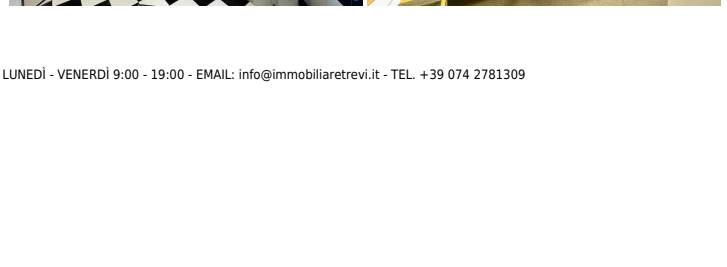 LUNEDÌ - VENERDÌ 9:00 - 19:00 - EMAIL: info@immobiliaretrevi.it - TEL. +39 074 2781309